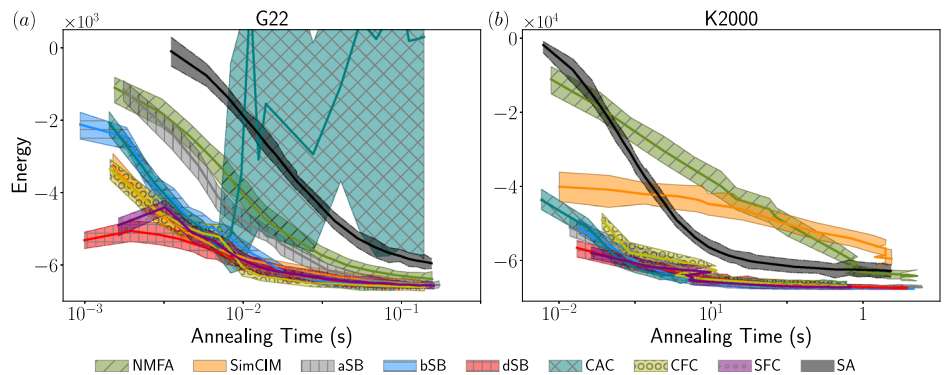 (a) G22 (b) K2000
×10³ ×10⁴
0 0
−2 −2
−4 −4
−6 −6
Energy
10⁻³ 10⁻² 10⁻¹ 10⁻² 10¹ 1
Annealing Time (s) Annealing Time (s)
NMFA SimCIM aSB bSB dSB CAC CFC SFC SA